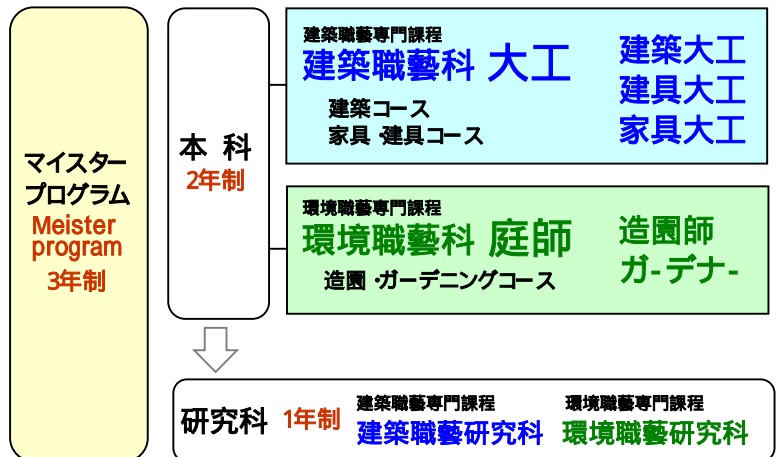 マイスター
プログラム
Meister
program
3年制
本 科
2年制
建築職藝専門課程
建築職藝科 大工
建築コース
家具・建具コース
建築大工
建具大工
家具大工
環境職藝専門課程
環境職藝科 庭師
造園・ガーデニングコース
造園師
ガ-デナ-
研究科 1年制
建築職藝専門課程
建築職藝研究科
環境職藝専門課程
環境職藝研究科